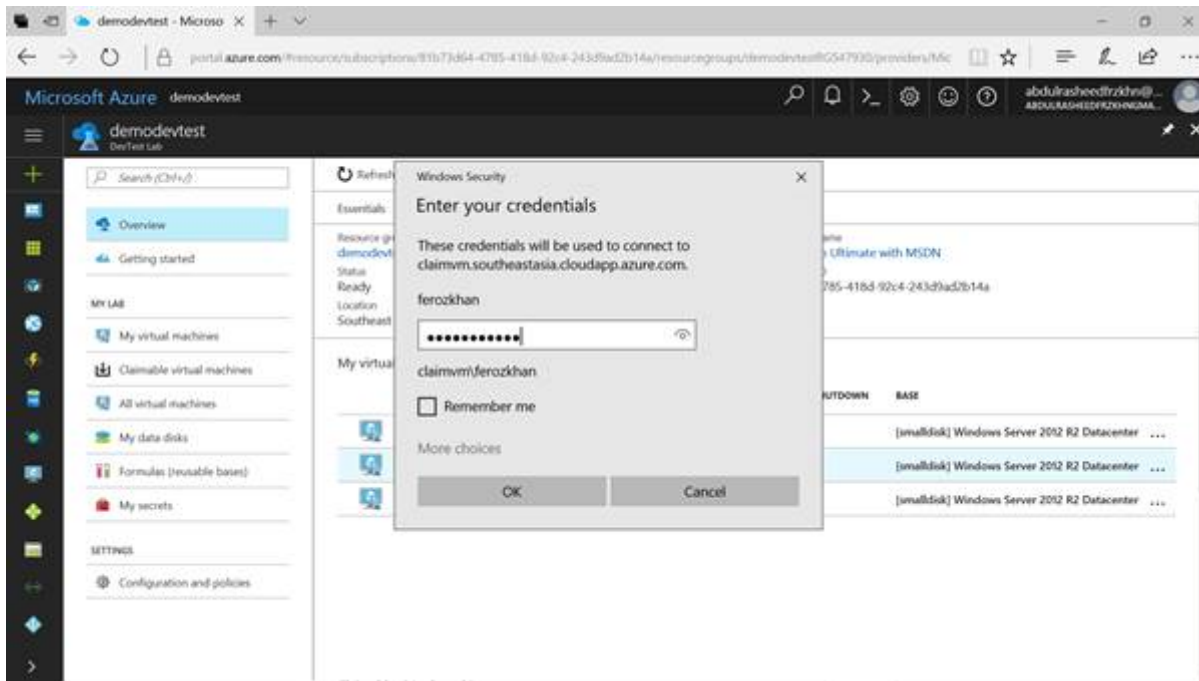 demodevtest - Microso
portal.azure.com/#resource/subscriptions/81b73d64-4785-418d-92c4-243d9ad2b14a/resourcegroups/demodevtestRG547930/providers/Mic
Microsoft Azure demodevtest
abdulrasheedfrzkhn@...
demodevtest
DevTest Lab
Search (Ctrl+/)
Overview
Getting started
MY LAB
My virtual machines
Claimable virtual machines
All virtual machines
My data disks
Formulas (reusable bases)
My secrets
SETTINGS
Configuration and policies
Refresh
Essentials
Resource gr
demodevt
Status
Ready
Location
Southeast
Ultimate with MSDN
785-418d-92c4-243d9ad2b14a
My virtual
UTDOWN BASE
[smalldisk] Windows Server 2012 R2 Datacenter ...
[smalldisk] Windows Server 2012 R2 Datacenter ...
[smalldisk] Windows Server 2012 R2 Datacenter ...
Windows Security
Enter your credentials
These credentials will be used to connect to
claimvm.southeastasia.cloudapp.azure.com.
ferozkhan
claimvm\ferozkhan
Remember me
More choices
OK Cancel